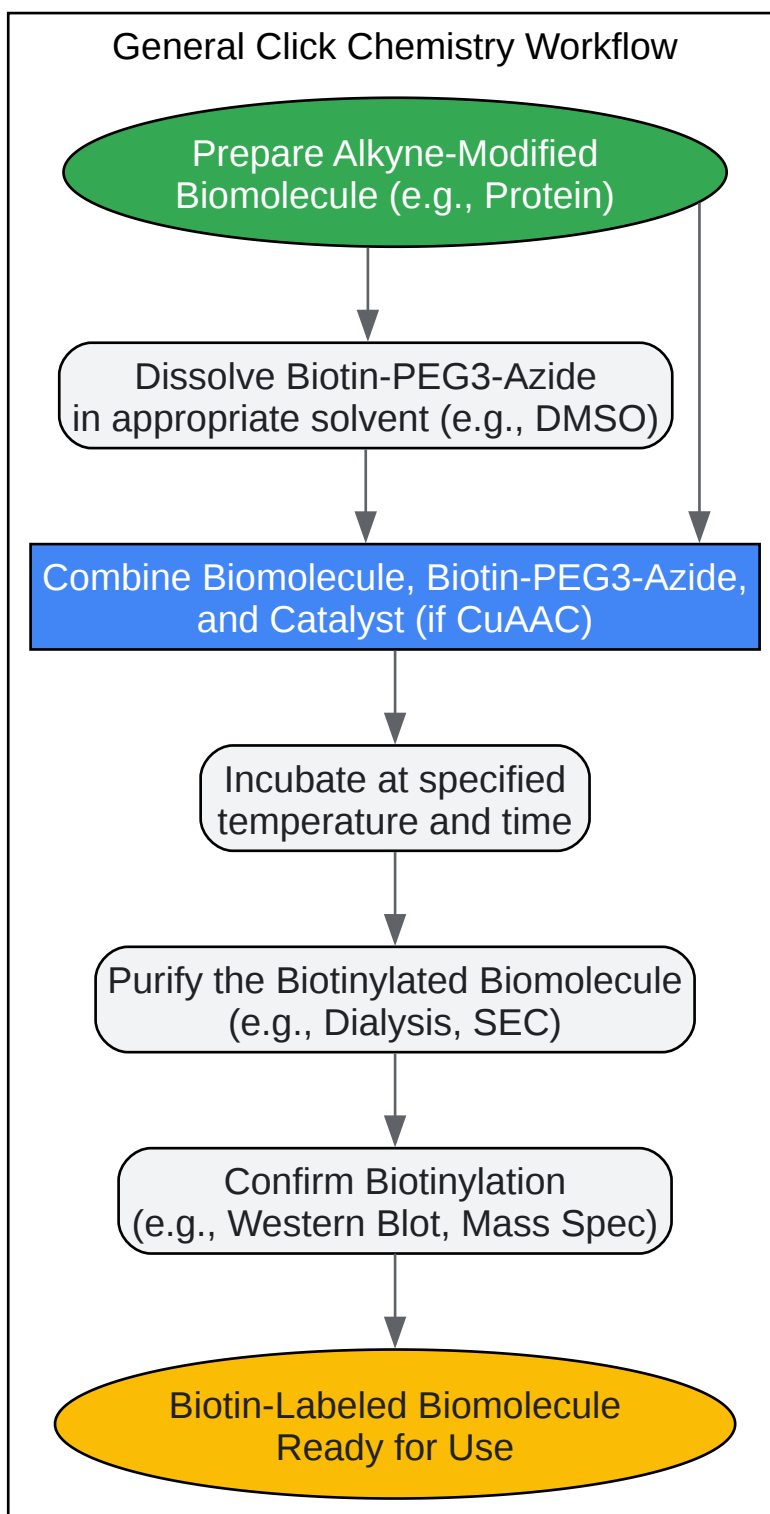 General Click Chemistry Workflow
Prepare Alkyne-Modified
Biomolecule (e.g., Protein)
Dissolve Biotin-PEG3-Azide
in appropriate solvent (e.g., DMSO)
Combine Biomolecule, Biotin-PEG3-Azide,
and Catalyst (if CuAAC)
Incubate at specified
temperature and time
Purify the Biotinylated Biomolecule
(e.g., Dialysis, SEC)
Confirm Biotinylation
(e.g., Western Blot, Mass Spec)
Biotin-Labeled Biomolecule
Ready for Use